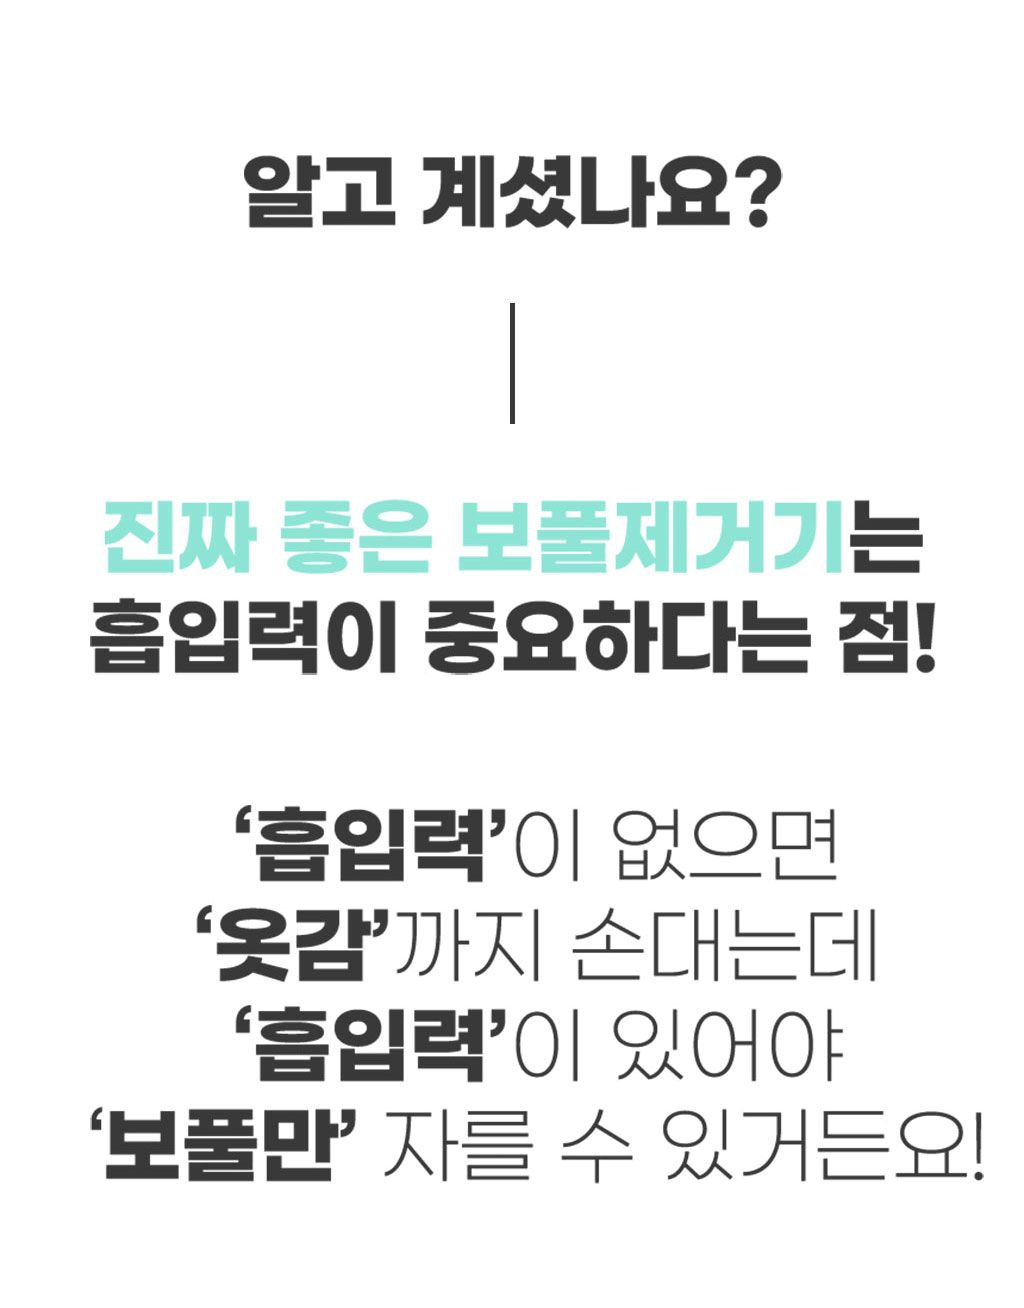 알고 계셨나요?
진짜 좋은 보풀제거기는
흡입력이 중요하다는 점!
‘흡입력’이 없으면
‘옷감’까지 손대는데
‘흡입력’이 있어야
‘보풀만’ 자를 수 있거든요!